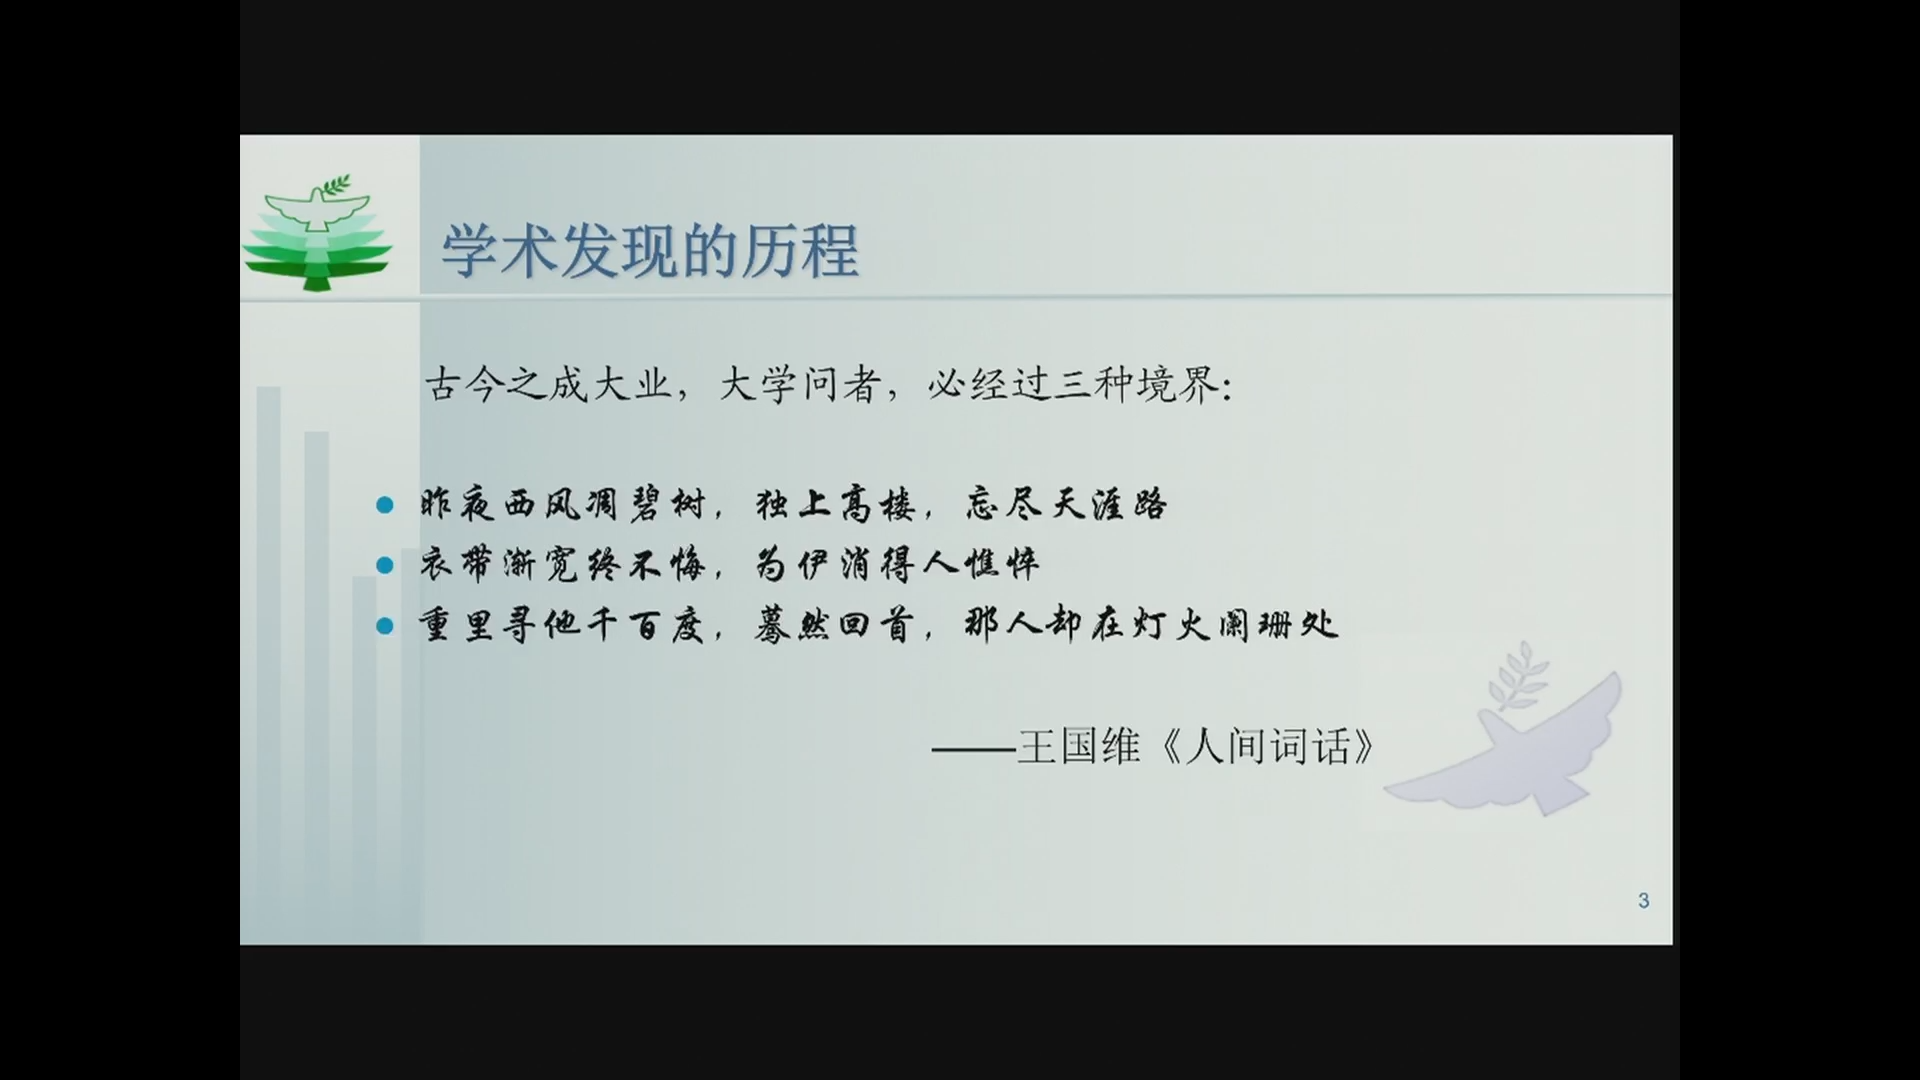 学术发现的历程
古今之成大业，大学问者，必经过三种境界：
昨夜西风凋碧树，独上高楼，忘尽天涯路
衣带渐宽终不悔，为伊消得人憔悴
重里寻他千百度，蓦然回首，那人却在灯火阑珊处
——王国维《人间词话》
3